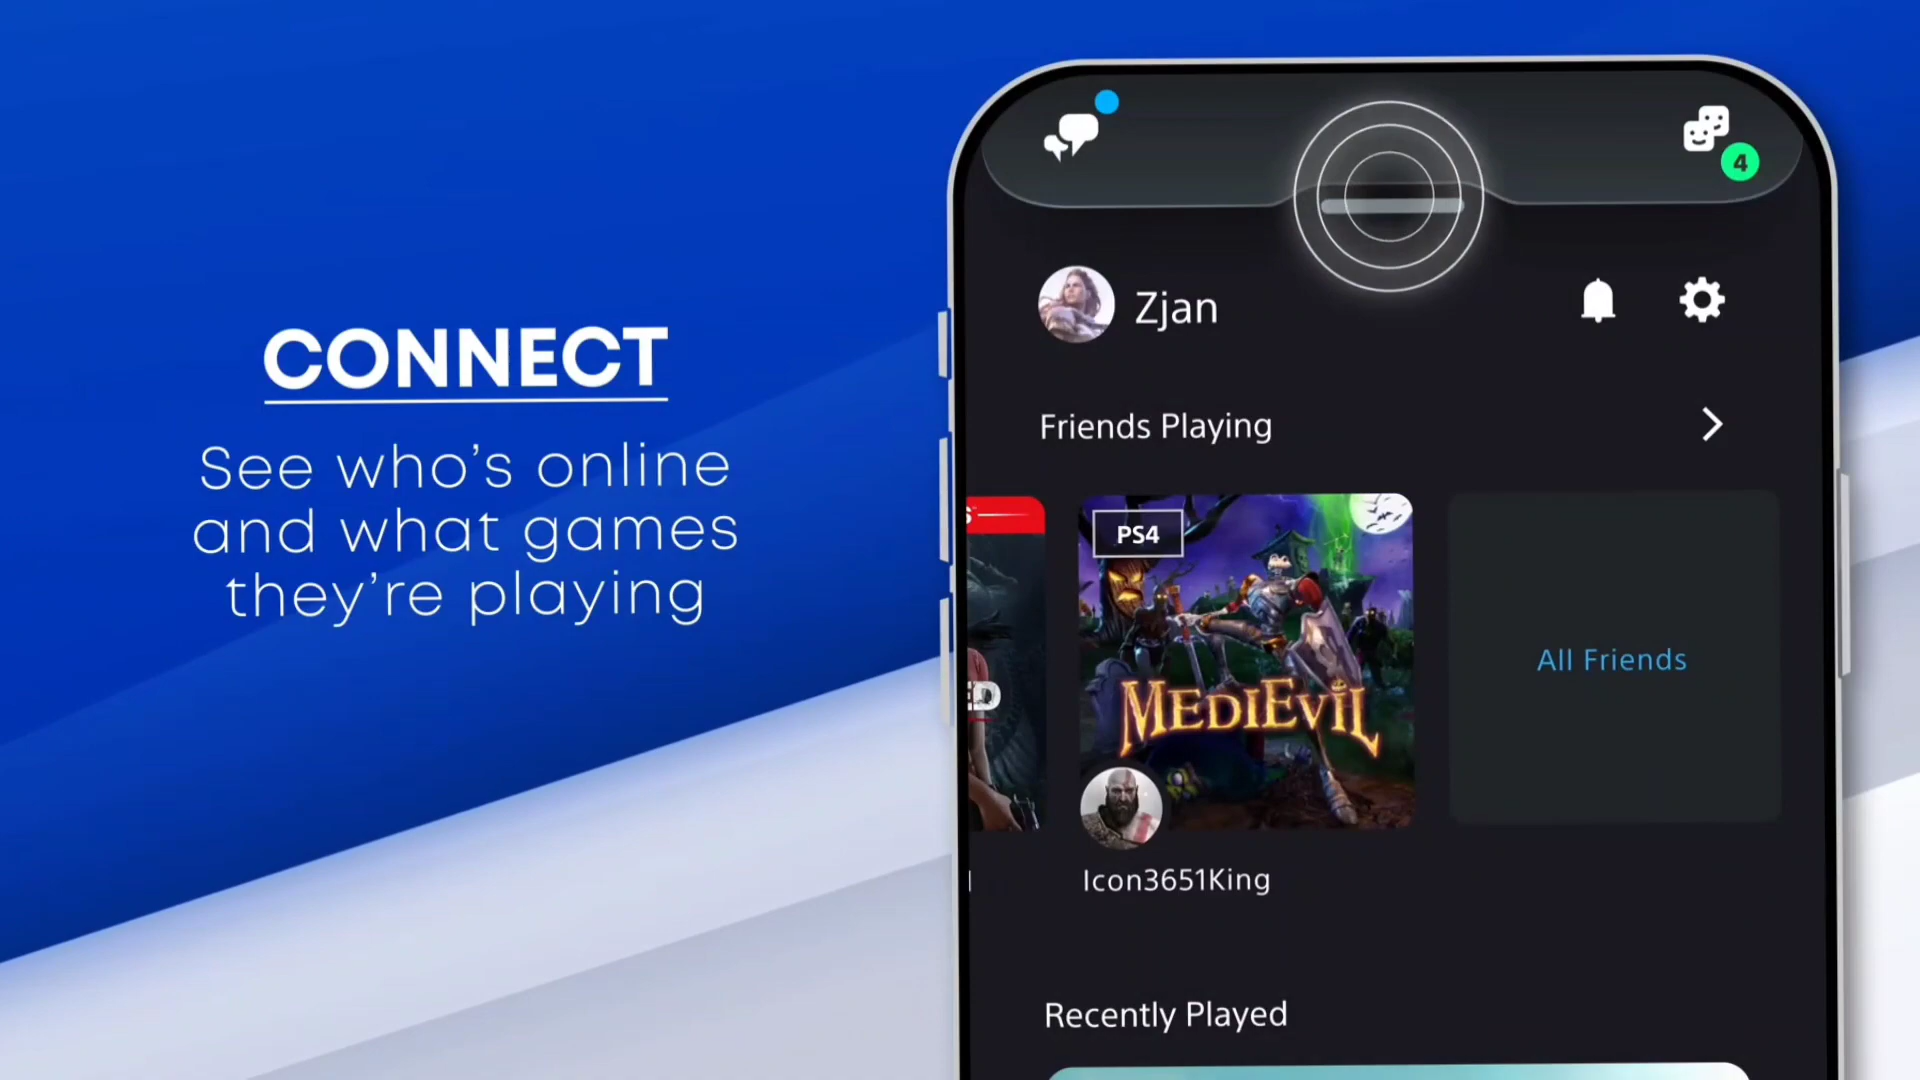 CONNECT
See who's online
and what games
they're playing
4
Zjan
Friends Playing
PS4
MEDIEVIL
All Friends
Icon3651King
Recently Played